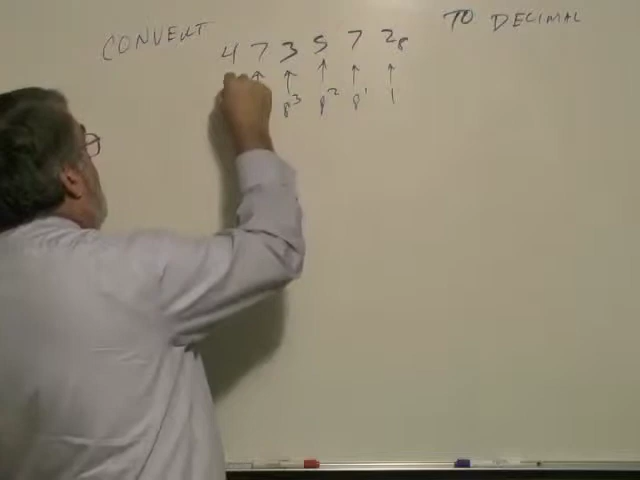 CONVERT 4 7 3 5 7 2₈ TO DECIMAL
↑ ↑ ↑ ↑ ↑
8³ 8² 8¹ 1